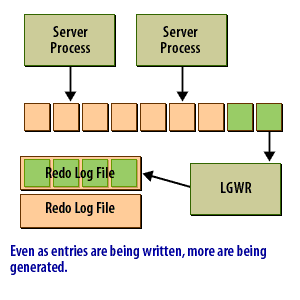 Server
Process
Server
Process
Redo Log File
LGWR
Redo Log File
Even as entries are being written, more are being
generated.